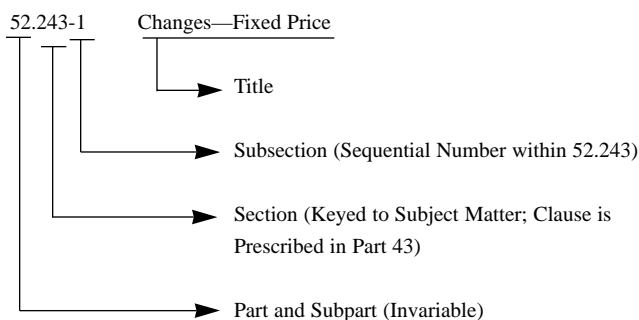 52.243-1 Changes—Fixed Price
Title
Subsection (Sequential Number within 52.243)
Section (Keyed to Subject Matter; Clause is
Prescribed in Part 43)
Part and Subpart (Invariable)